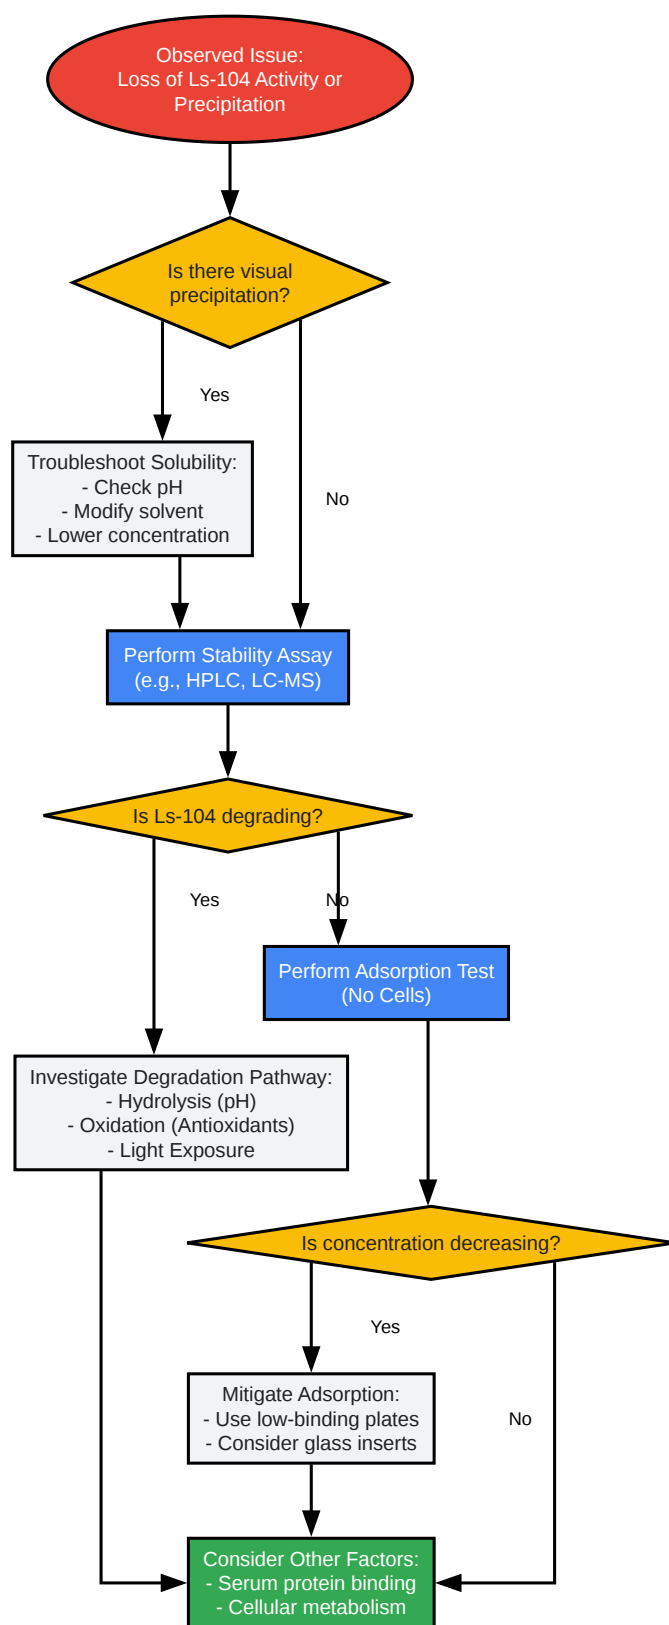 Observed Issue:
Loss of Ls-104 Activity or
Precipitation
Is there visual
precipitation?
Yes
Troubleshoot Solubility:
- Check pH
- Modify solvent
- Lower concentration
No
Perform Stability Assay
(e.g., HPLC, LC-MS)
Is Ls-104 degrading?
Yes
No
Perform Adsorption Test
(No Cells)
Investigate Degradation Pathway:
- Hydrolysis (pH)
- Oxidation (Antioxidants)
- Light Exposure
Is concentration decreasing?
Yes
Mitigate Adsorption:
- Use low-binding plates
- Consider glass inserts
No
Consider Other Factors:
- Serum protein binding
- Cellular metabolism